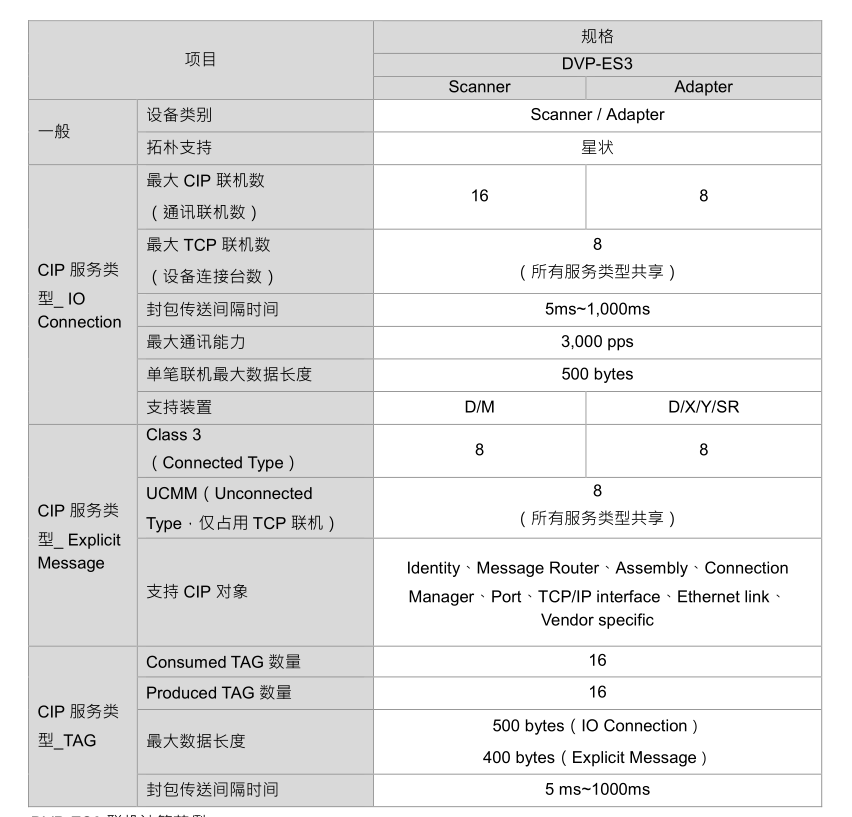 项目
规格
DVP-ES3
Scanner
Adapter
一般
设备类别
Scanner / Adapter
拓朴支持
星状
CIP 服务类
型_ IO
Connection
最大 CIP 联机数
（通讯联机数）
16
8
最大 TCP 联机数
（设备连接台数）
8
（所有服务类型共享）
封包传送间隔时间
5ms~1,000ms
最大通讯能力
3,000 pps
单笔联机最大数据长度
500 bytes
支持装置
D/M
D/X/Y/SR
CIP 服务类
型_ Explicit
Message
Class 3
（Connected Type）
8
8
UCMM（Unconnected
Type，仅占用 TCP 联机）
8
（所有服务类型共享）
支持 CIP 对象
Identity、Message Router、Assembly、Connection
Manager、Port、TCP/IP interface、Ethernet link、
Vendor specific
CIP 服务类
型_TAG
Consumed TAG 数量
16
Produced TAG 数量
16
最大数据长度
500 bytes（IO Connection）
400 bytes（Explicit Message）
封包传送间隔时间
5 ms~1000ms